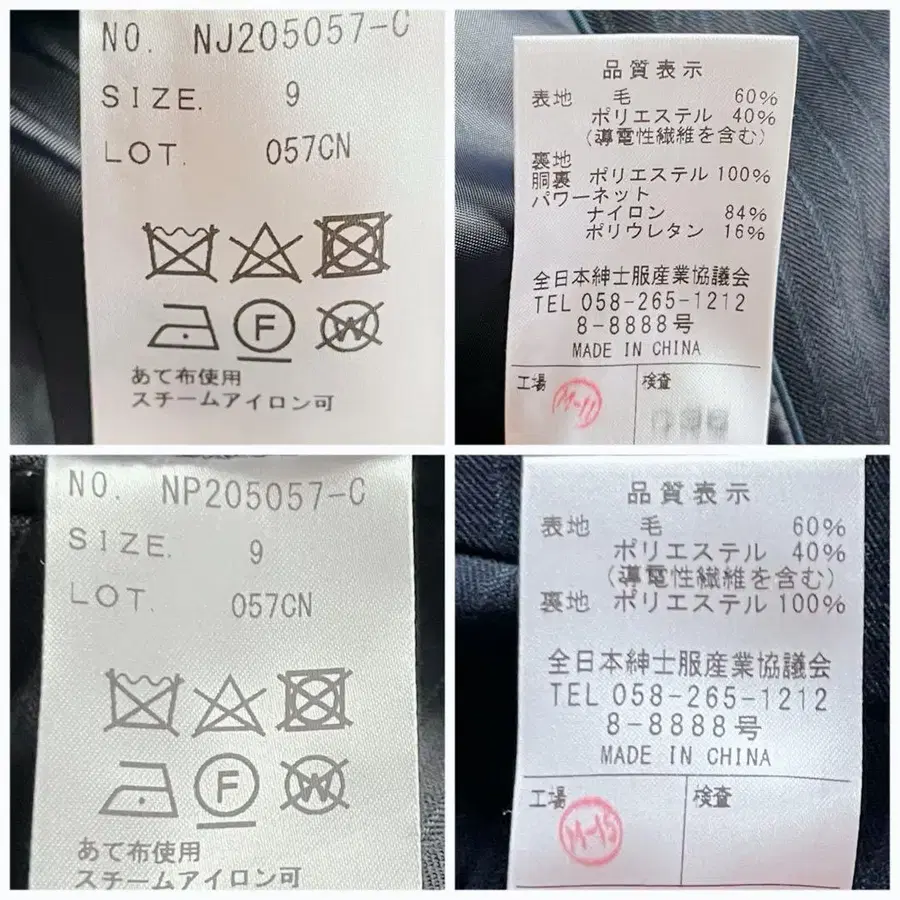 NO. NJ205057-C
SIZE. 9
LOT. 057CN
F
W
あて布使用
スチームアイロン可
品質表示
表地 毛 60%
ポリエステル 40%
(導電性繊維を含む)
裏地
胴裏 ポリエステル 100%
パワーネット
ナイロン 84%
ポリウレタン 16%
全日本紳士服産業協議会
TEL 058-265-1212
8-8888号
MADE IN CHINA
工場 検査
M-11
NO. NP205057-C
SIZE. 9
LOT. 057CN
F
W
あて布使用
スチームアイロン可
品質表示
表地 毛 60%
ポリエステル 40%
(導電性繊維を含む)
裏地 ポリエステル 100%
全日本紳士服産業協議会
TEL 058-265-1212
8-8888号
MADE IN CHINA
工場 検査
M-15